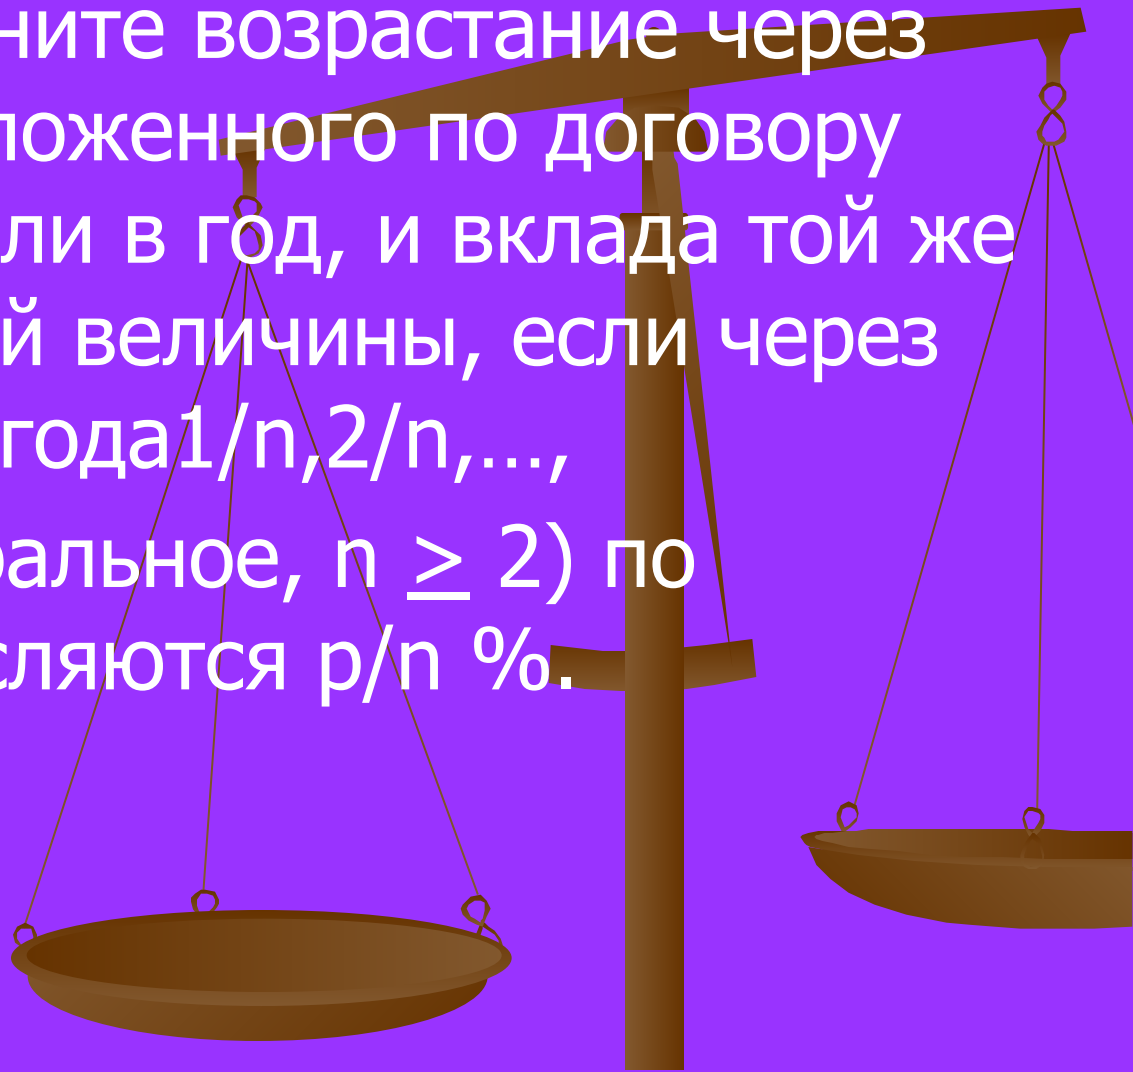 ните возрастание через
ложенного по договору
ли в год, и вклада той же
й величины, если через
года1/n,2/n,…,
ральное, n ≥ 2) по
сляются p/n %.